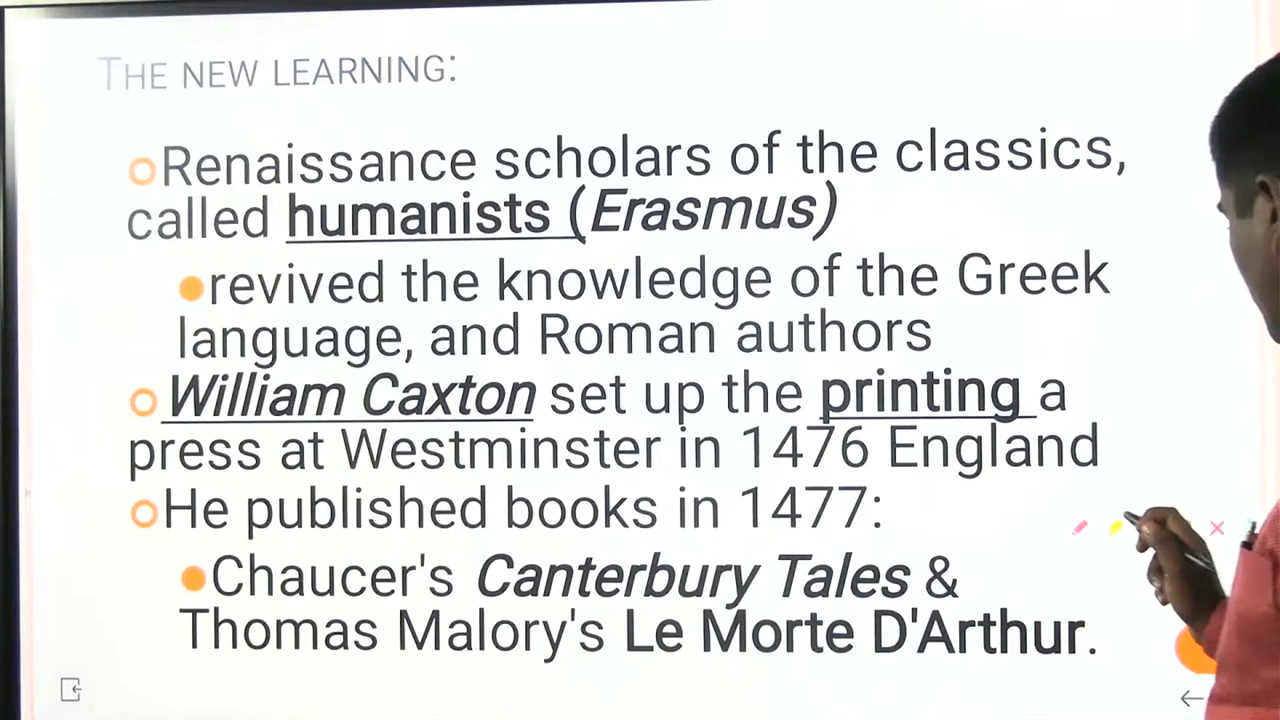 THE NEW LEARNING:
Renaissance scholars of the classics,
called humanists (Erasmus)
revived the knowledge of the Greek
language, and Roman authors
William Caxton set up the printing a
press at Westminster in 1476 England
He published books in 1477:
Chaucer's Canterbury Tales &
Thomas Malory's Le Morte D'Arthur.